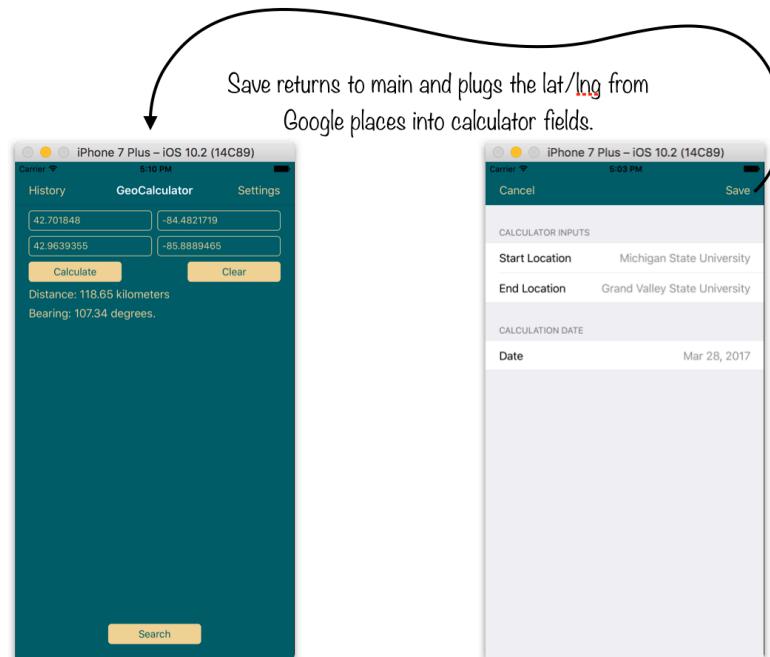 Save returns to main and plugs the lat/lng from
Google places into calculator fields.
iPhone 7 Plus – iOS 10.2 (14C89)
Carrier 5:10 PM
History GeoCalculator Settings
42.701848 -84.4821719
42.9639355 -85.8889465
Calculate Clear
Distance: 118.65 kilometers
Bearing: 107.34 degrees.
Search
iPhone 7 Plus – iOS 10.2 (14C89)
Carrier 5:03 PM
Cancel Save
CALCULATOR INPUTS
Start Location Michigan State University
End Location Grand Valley State University
CALCULATION DATE
Date Mar 28, 2017